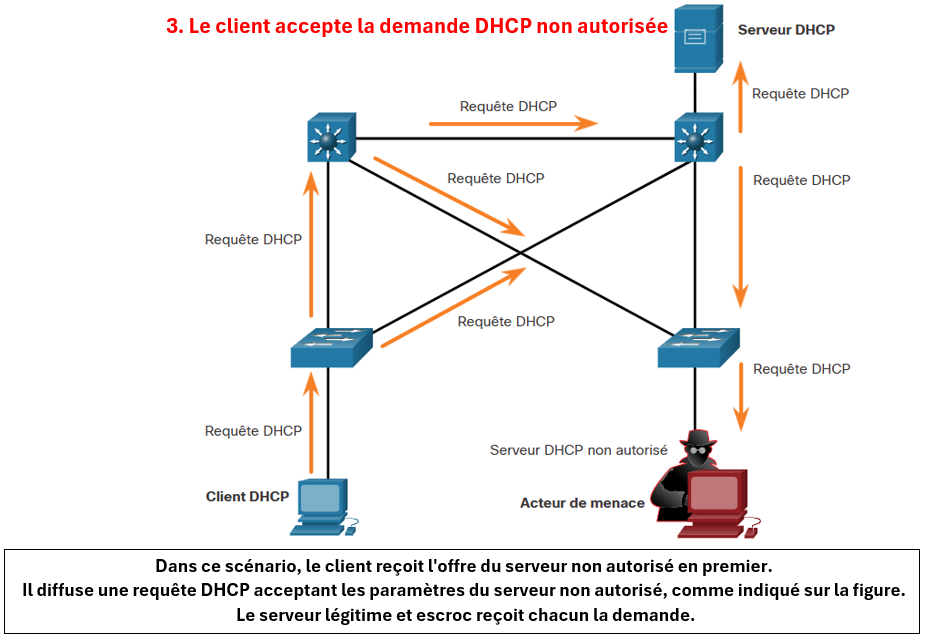 3. Le client accepte la demande DHCP non autorisée
Serveur DHCP
Requête DHCP
Requête DHCP
Requête DHCP
Requête DHCP
Requête DHCP
Requête DHCP
Requête DHCP
Requête DHCP
Serveur DHCP non autorisé
Client DHCP
Acteur de menace
Dans ce scénario, le client reçoit l'offre du serveur non autorisé en premier.
Il diffuse une requête DHCP acceptant les paramètres du serveur non autorisé, comme indiqué sur la figure.
Le serveur légitime et escroc reçoit chacun la demande.